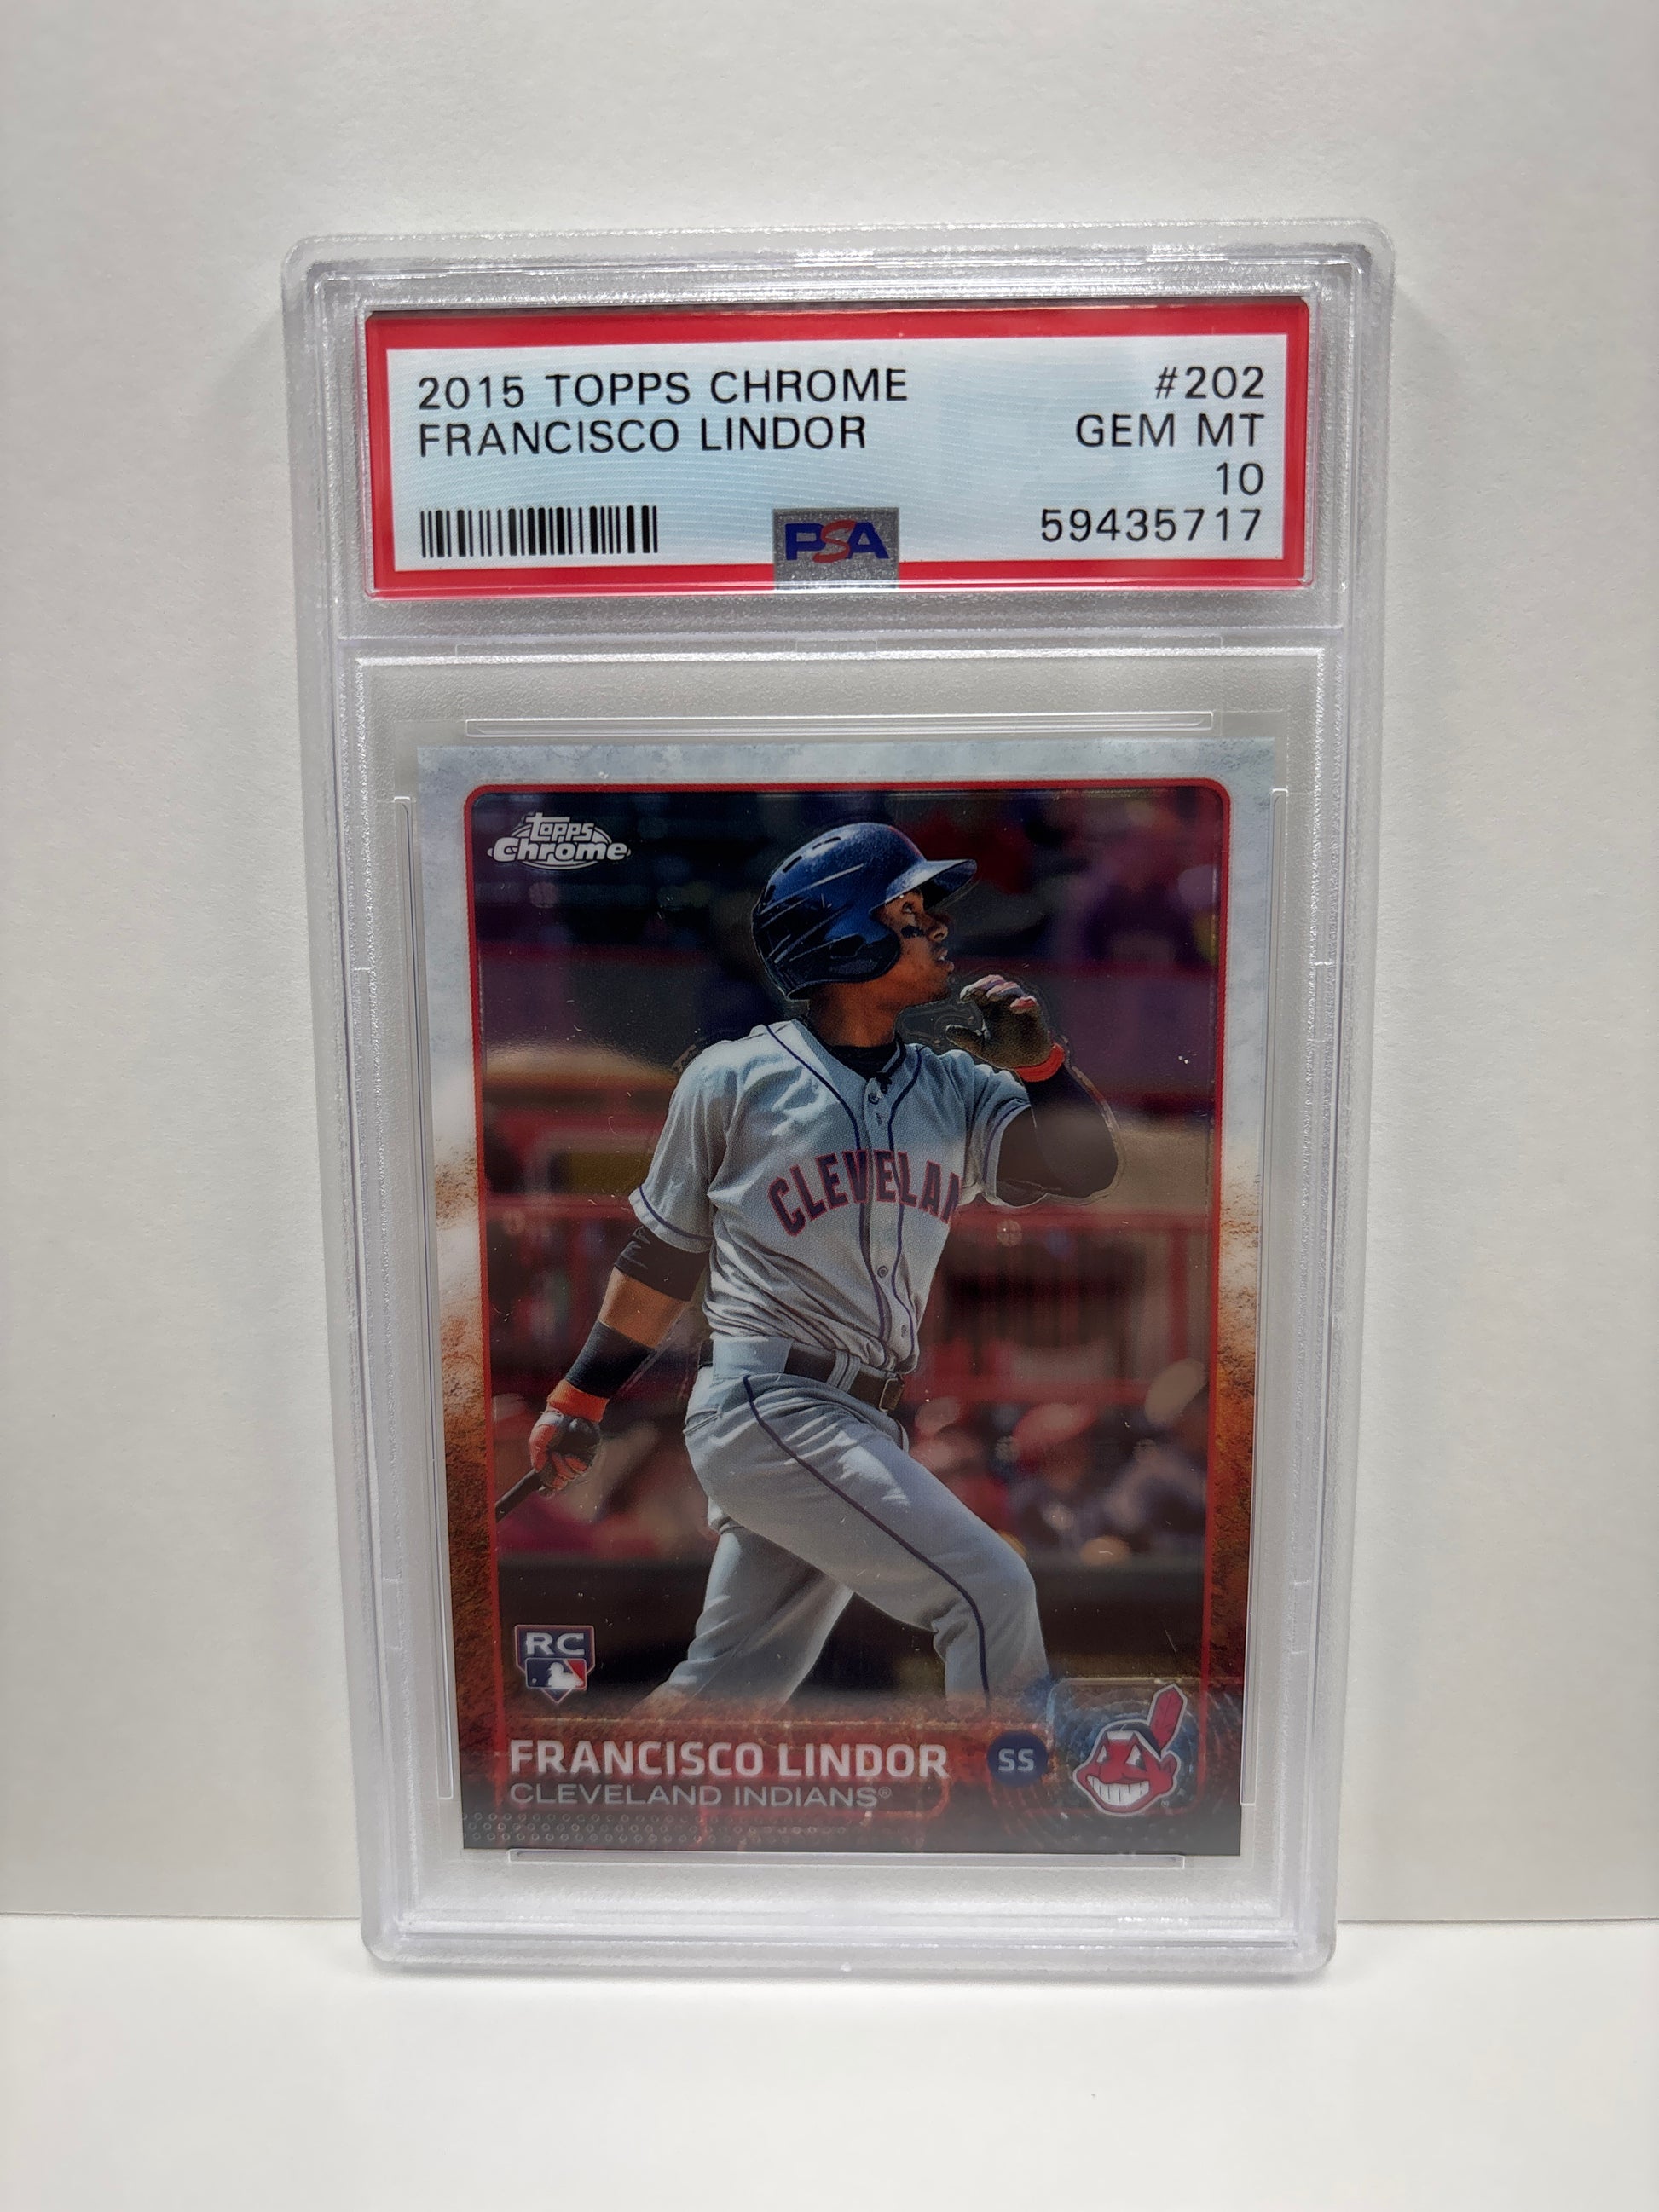 2015 TOPPS CHROME #202
FRANCISCO LINDOR GEM MT
10
PSA 59435717
topps
Chrome
CLEVELAN
RC
FRANCISCO LINDOR SS
CLEVELAND INDIANS®